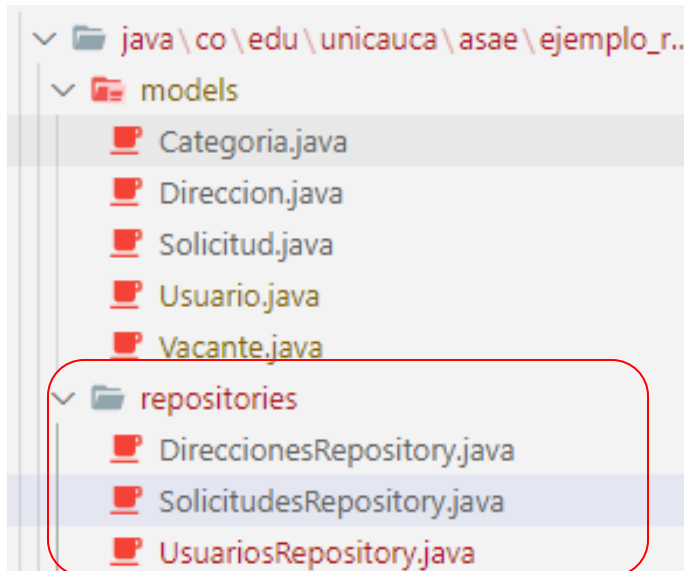 java\co\edu\unicauca\asae\ejemplo_r...
models
Categoria.java
Direccion.java
Solicitud.java
Usuario.java
Vacante.java
repositories
DireccionesRepository.java
SolicitudesRepository.java
UsuariosRepository.java